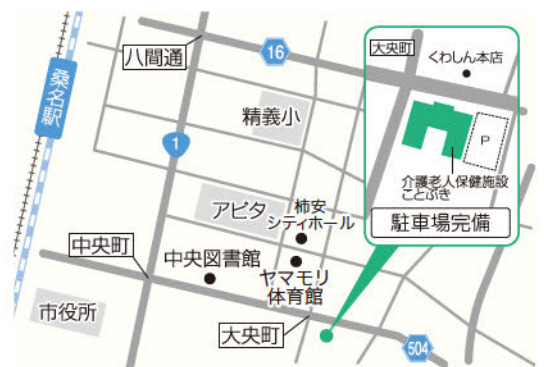 八間通
16
大央町
くわしん本店
桑名駅
精義小
P
1
介護老人保健施設
ことぶき
アピタ
柿安
シティホール
駐車場完備
中央町
中央図書館
ヤマモリ
体育館
市役所
大央町
504